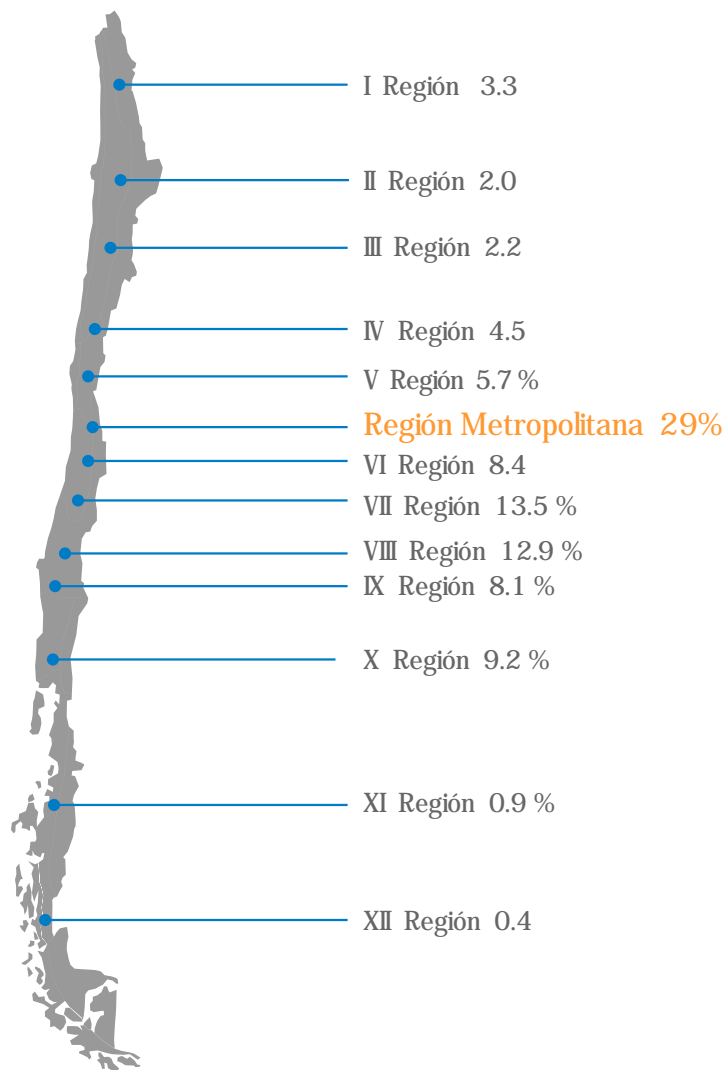 I Región 3.3
II Región 2.0
III Región 2.2
IV Región 4.5
V Región 5.7 %
Región Metropolitana 29%
VI Región 8.4
VII Región 13.5 %
VIII Región 12.9 %
IX Región 8.1 %
X Región 9.2 %
XI Región 0.9 %
XII Región 0.4